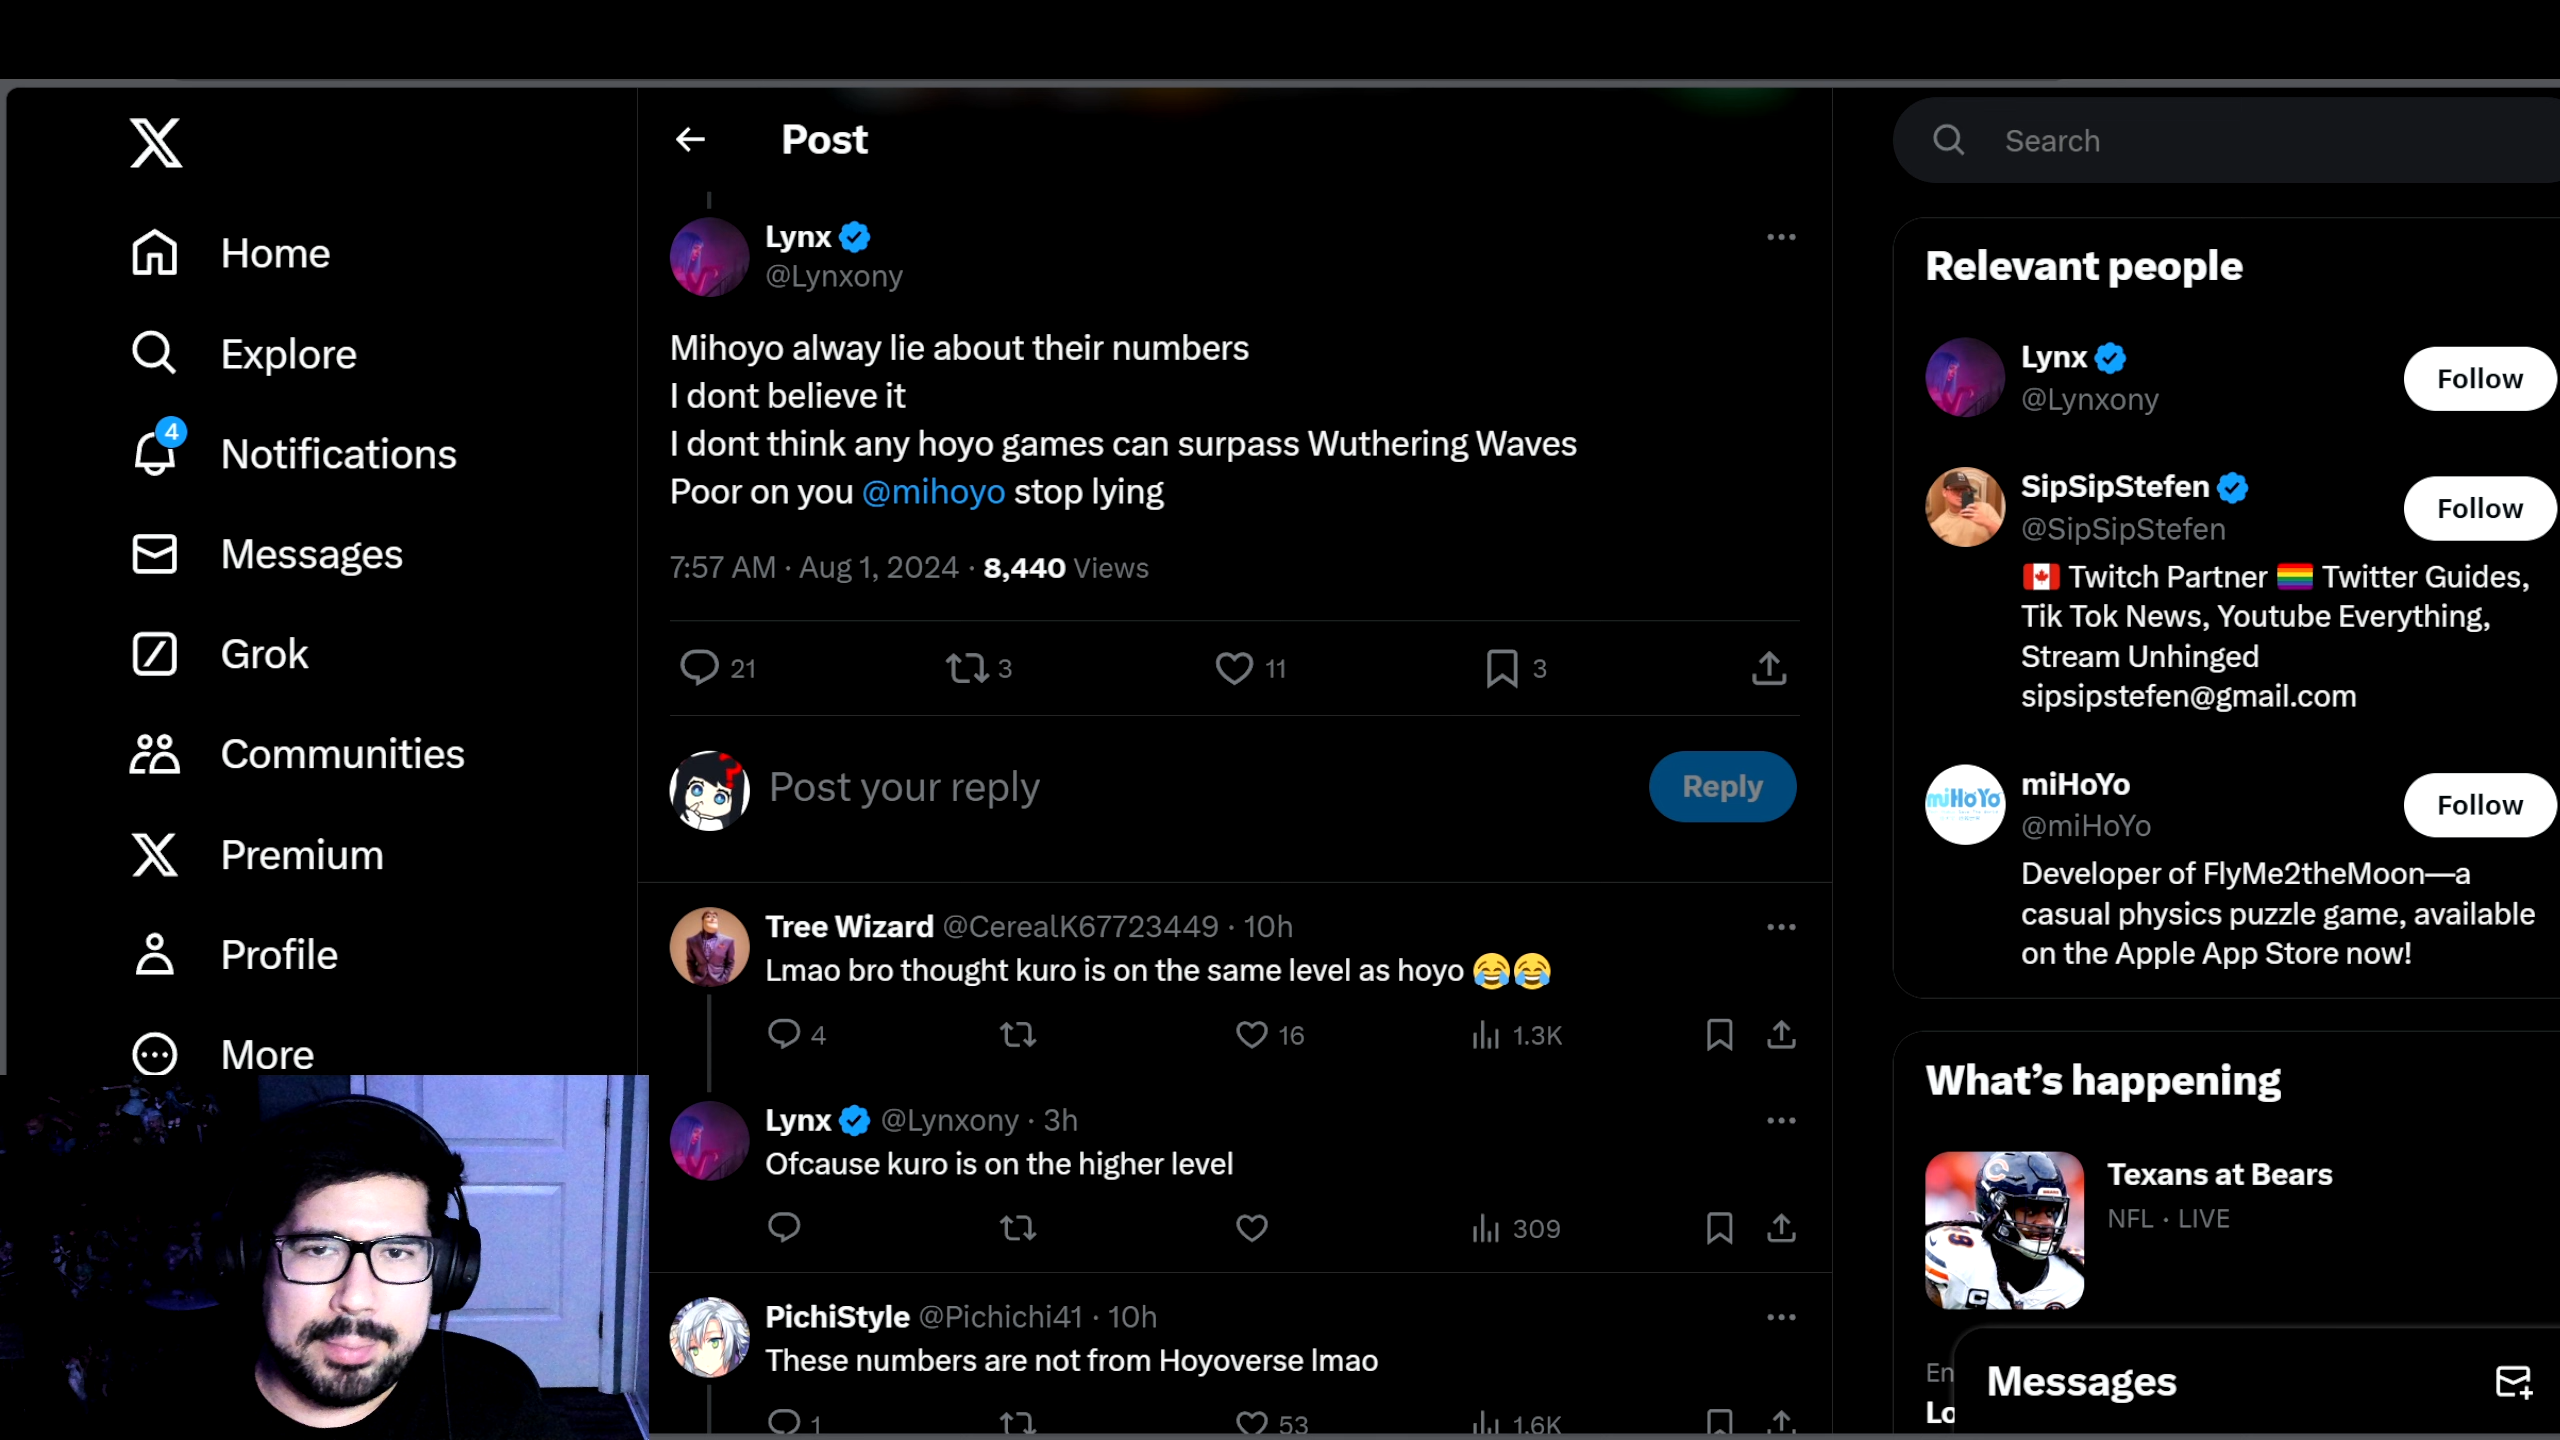 Home
Explore
4
Notifications
Messages
Grok
Communities
Premium
Profile
More
Post
Lynx
@Lynxony
Mihoyo alway lie about their numbers
I dont believe it
I dont think any hoyo games can surpass Wuthering Waves
Poor on you @mihoyo stop lying
7:57 AM · Aug 1, 2024 · 8,440 Views
21 3 11 3
Post your reply
Reply
Tree Wizard @CerealK67723449 · 10h
Lmao bro thought kuro is on the same level as hoyo 😂😂
4 16 1.3K
Lynx @Lynxony · 3h
Ofcause kuro is on the higher level
309
PichiStyle @Pichichi41 · 10h
These numbers are not from Hoyoverse lmao
1 53 1.6K
Search
Relevant people
Lynx
@Lynxony
Follow
SipSipStefen
@SipSipStefen
Follow
🇨🇦 Twitch Partner 🏳️‍🌈 Twitter Guides,
Tik Tok News, Youtube Everything,
Stream Unhinged
sipsipstefen@gmail.com
miHoYo
miHoYo
@miHoYo
Follow
Developer of FlyMe2theMoon—a
casual physics puzzle game, available
on the Apple App Store now!
What's happening
Texans at Bears
NFL · LIVE
Messages